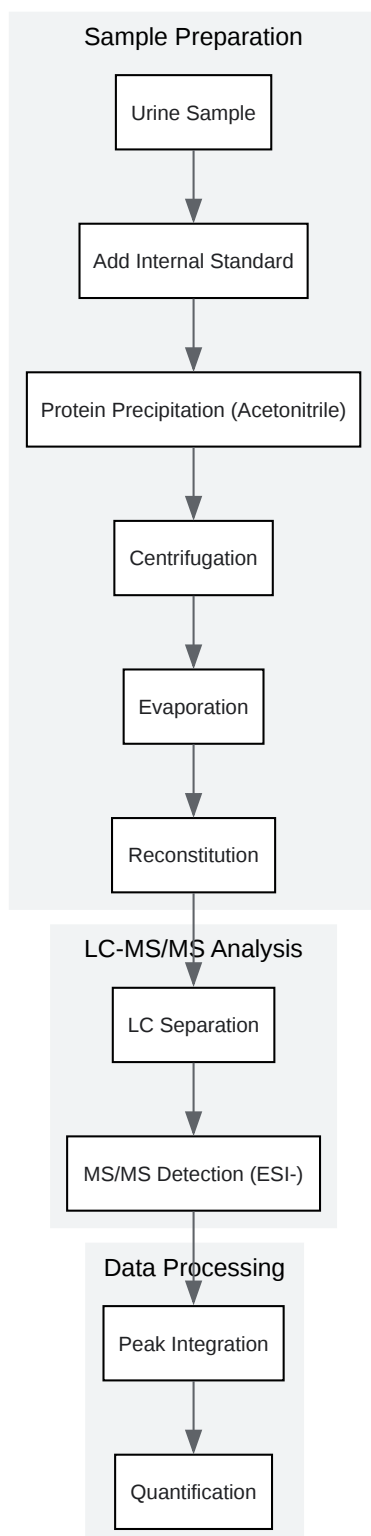 Sample Preparation
Urine Sample
Add Internal Standard
Protein Precipitation (Acetonitrile)
Centrifugation
Evaporation
Reconstitution
LC-MS/MS Analysis
LC Separation
MS/MS Detection (ESI-)
Data Processing
Peak Integration
Quantification